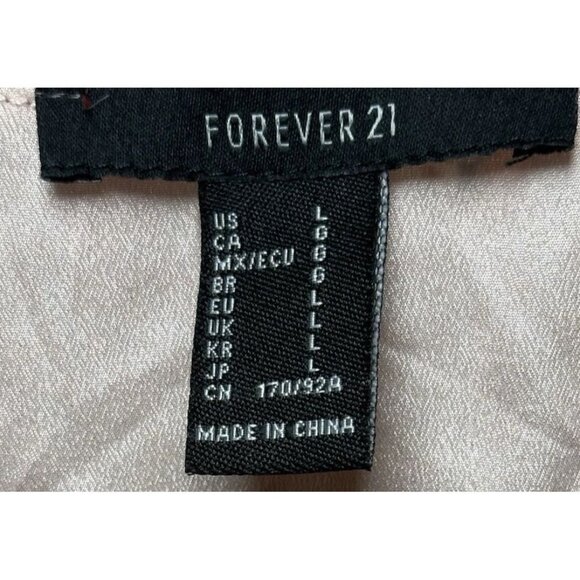 FOREVER 21
US L
CA G
MX/ECU G
BR G
EU L
UK L
KR L
JP L
CN 170/92A
MADE IN CHINA